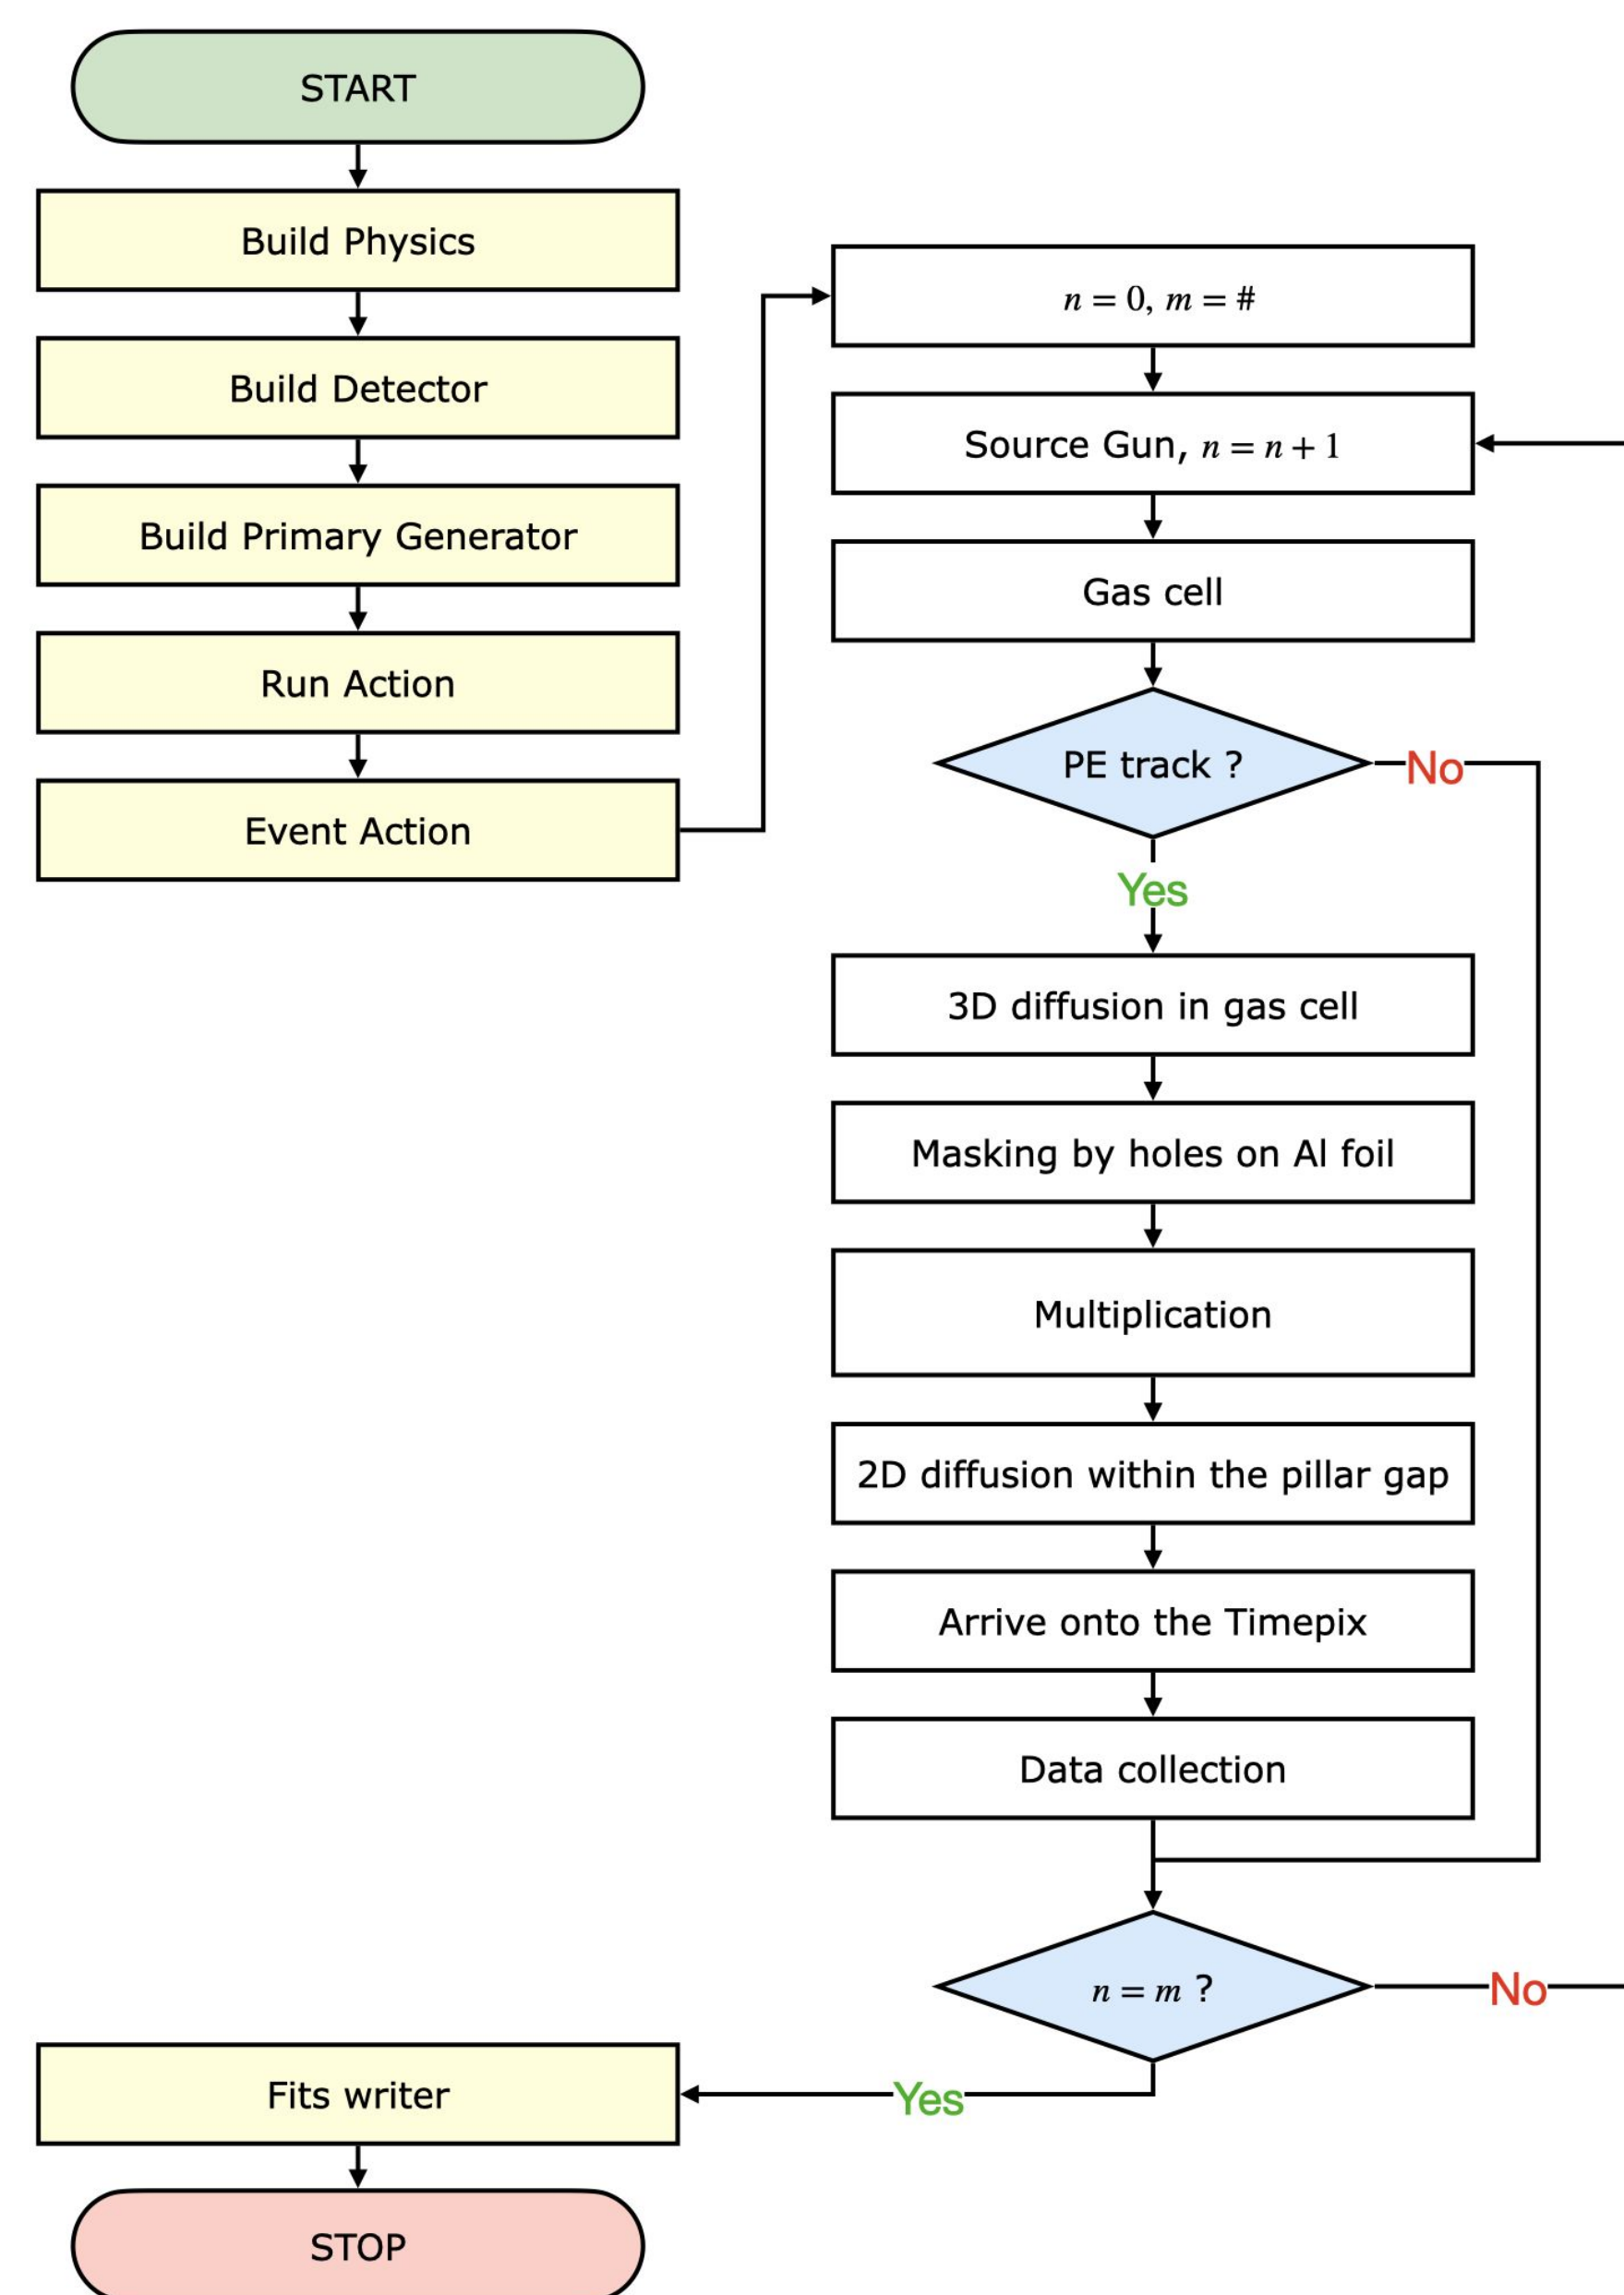 START
Build Physics
Build Detector
Build Primary Generator
Run Action
Event Action
n = 0, m = #
Source Gun, n = n + 1
Gas cell
PE track ?
No
Yes
3D diffusion in gas cell
Masking by holes on Al foil
Multiplication
2D diffusion within the pillar gap
Arrive onto the Timepix
Data collection
n = m ?
No
Yes
Fits writer
STOP